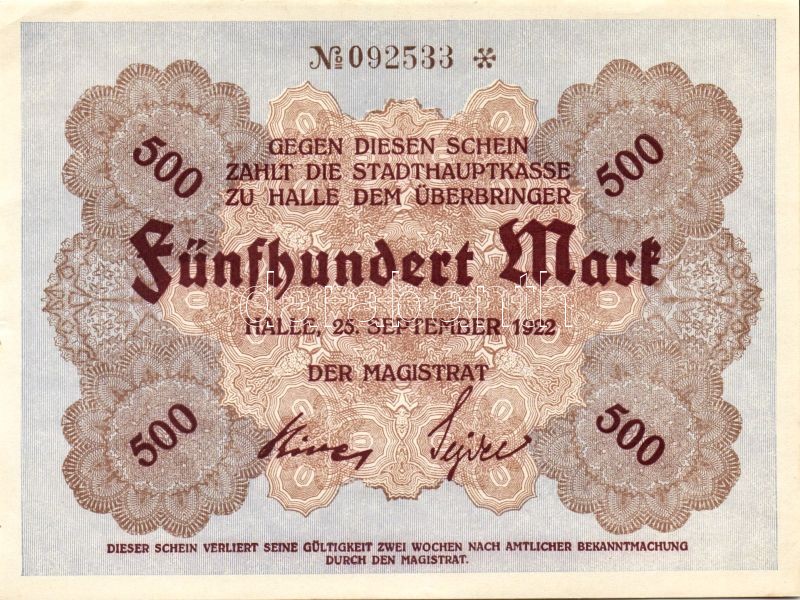 № 092533 *
500
500
GEGEN DIESEN SCHEIN
ZAHLT DIE STADTHAUPTKASSE
ZU HALLE DEM ÜBERBRINGER
Fünfhundert Mark
HALLE, 25. SEPTEMBER 1922
DER MAGISTRAT
500
500
DIESER SCHEIN VERLIERT SEINE GÜLTIGKEIT ZWEI WOCHEN NACH AMTLICHER BEKANNTMACHUNG
DURCH DEN MAGISTRAT.